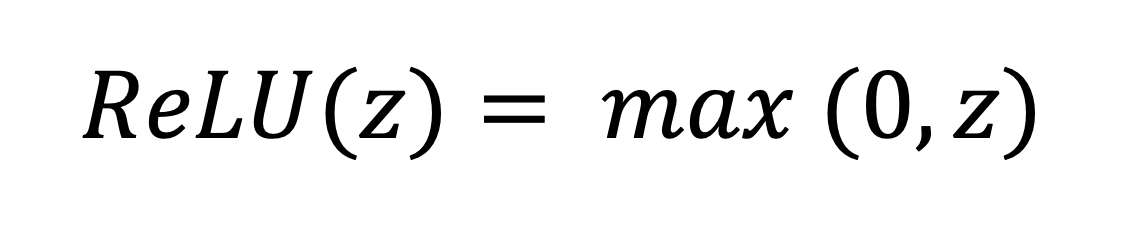 ReLU(z) = max (0, z)